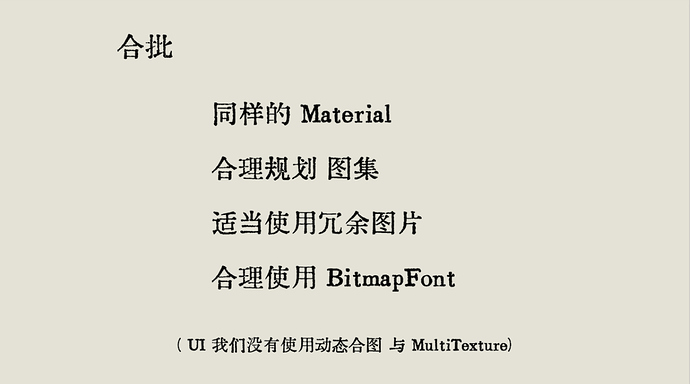 合批
同样的 Material
合理规划 图集
适当使用冗余图片
合理使用 BitmapFont
( UI 我们没有使用动态合图 与 MultiTexture)